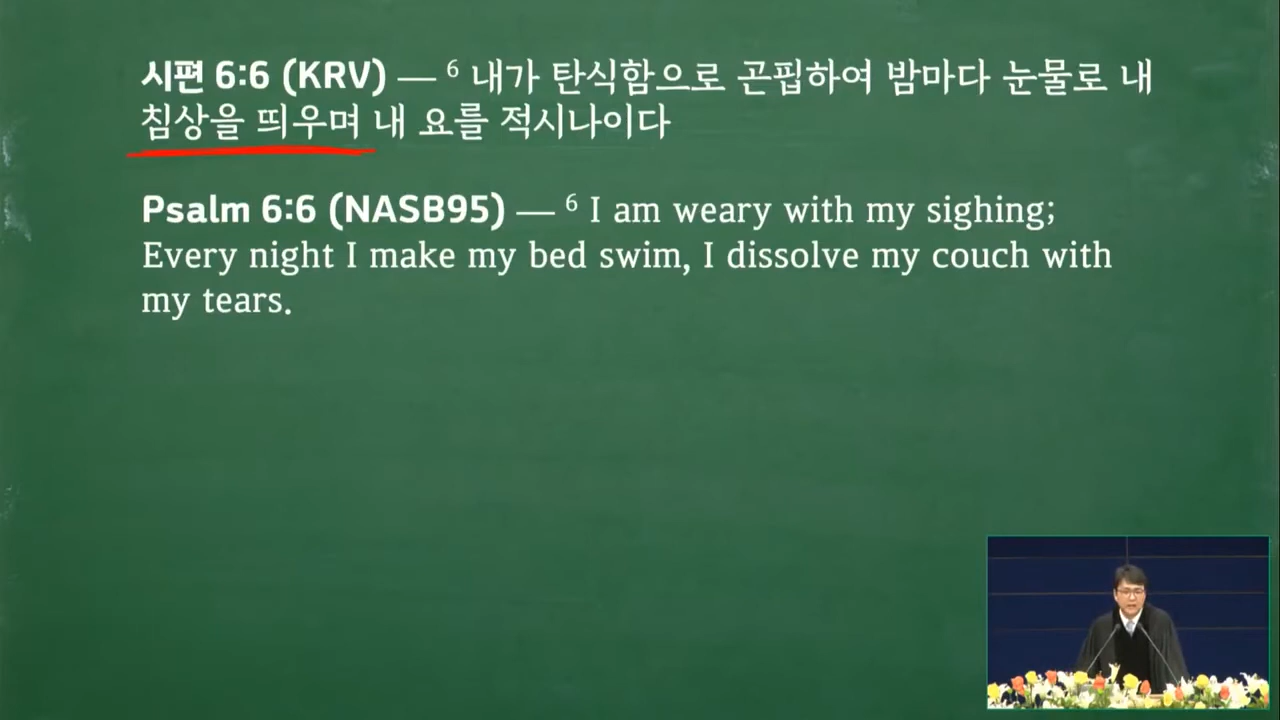 시편 6:6 (KRV) — 6 내가 탄식함으로 곤핍하여 밤마다 눈물로 내
침상을 띄우며 내 요를 적시나이다
Psalm 6:6 (NASB95) — 6 I am weary with my sighing;
Every night I make my bed swim, I dissolve my couch with
my tears.